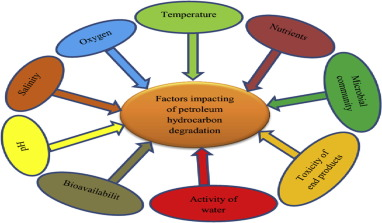 Temperature
Oxygen
Nutrients
Salinity
Microbial
community
Factors impacting
of petroleum
hydrocarbon
degradation
pH
Bioavailabilit
Activity of
water
Toxicity of
end products